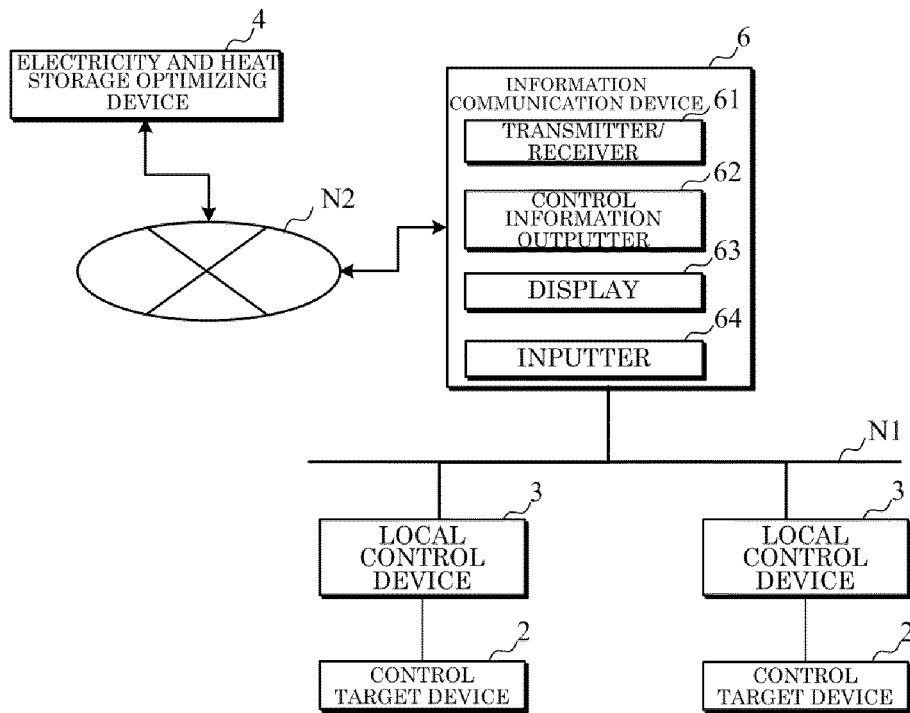 4
ELECTRICITY AND HEAT
STORAGE OPTIMIZING
DEVICE
N2
6
INFORMATION
COMMUNICATION DEVICE
61
TRANSMITTER/
RECEIVER
62
CONTROL
INFORMATION
OUTPUTTER
63
DISPLAY
64
INPUTTER
N1
3
LOCAL
CONTROL
DEVICE
3
LOCAL
CONTROL
DEVICE
2
CONTROL
TARGET DEVICE
2
CONTROL
TARGET DEVICE